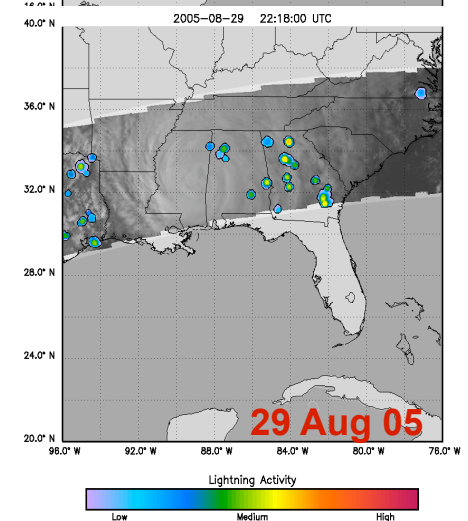 16.0° N
2005-08-29 22:18:00 UTC
40.0° N
36.0° N
32.0° N
28.0° N
24.0° N
20.0° N
29 Aug 05
96.0° W 92.0° W 88.0° W 84.0° W 80.0° W 76.0° W
Lightning Activity
Low Medium High